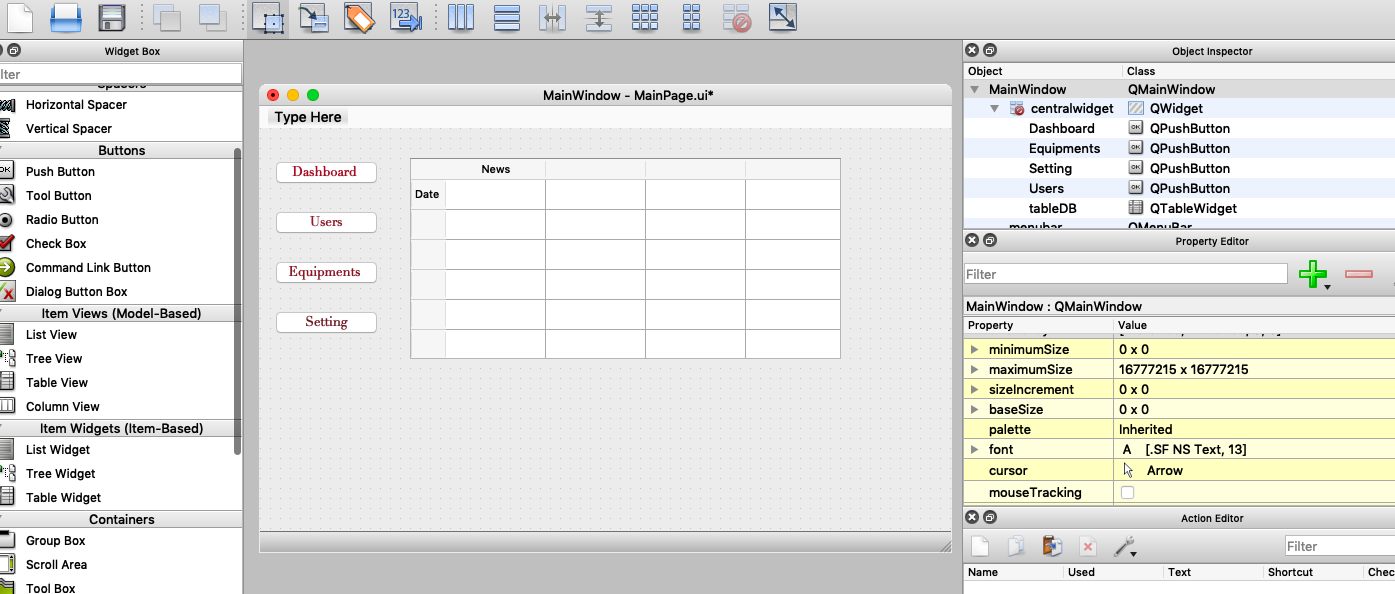 123
Widget Box
lter
Spacers
Horizontal Spacer
Vertical Spacer
Buttons
OK
Push Button
Tool Button
Radio Button
Check Box
Command Link Button
Dialog Button Box
Item Views (Model-Based)
List View
Tree View
Table View
Column View
Item Widgets (Item-Based)
List Widget
Tree Widget
Table Widget
Containers
Group Box
Scroll Area
Tool Box
MainWindow - MainPage.ui*
Type Here
Dashboard
Users
Equipments
Setting
News
Date
Object Inspector
Object Class
MainWindow QMainWindow
centralwidget QWidget
Dashboard OK QPushButton
Equipments OK QPushButton
Setting OK QPushButton
Users OK QPushButton
tableDB QTableWidget
menubar QMenuBar
Property Editor
Filter
MainWindow : QMainWindow
Property Value
minimumSize 0 x 0
maximumSize 16777215 x 16777215
sizeIncrement 0 x 0
baseSize 0 x 0
palette Inherited
font A [.SF NS Text, 13]
cursor Arrow
mouseTracking
Action Editor
Filter
Name Used Text Shortcut Chec